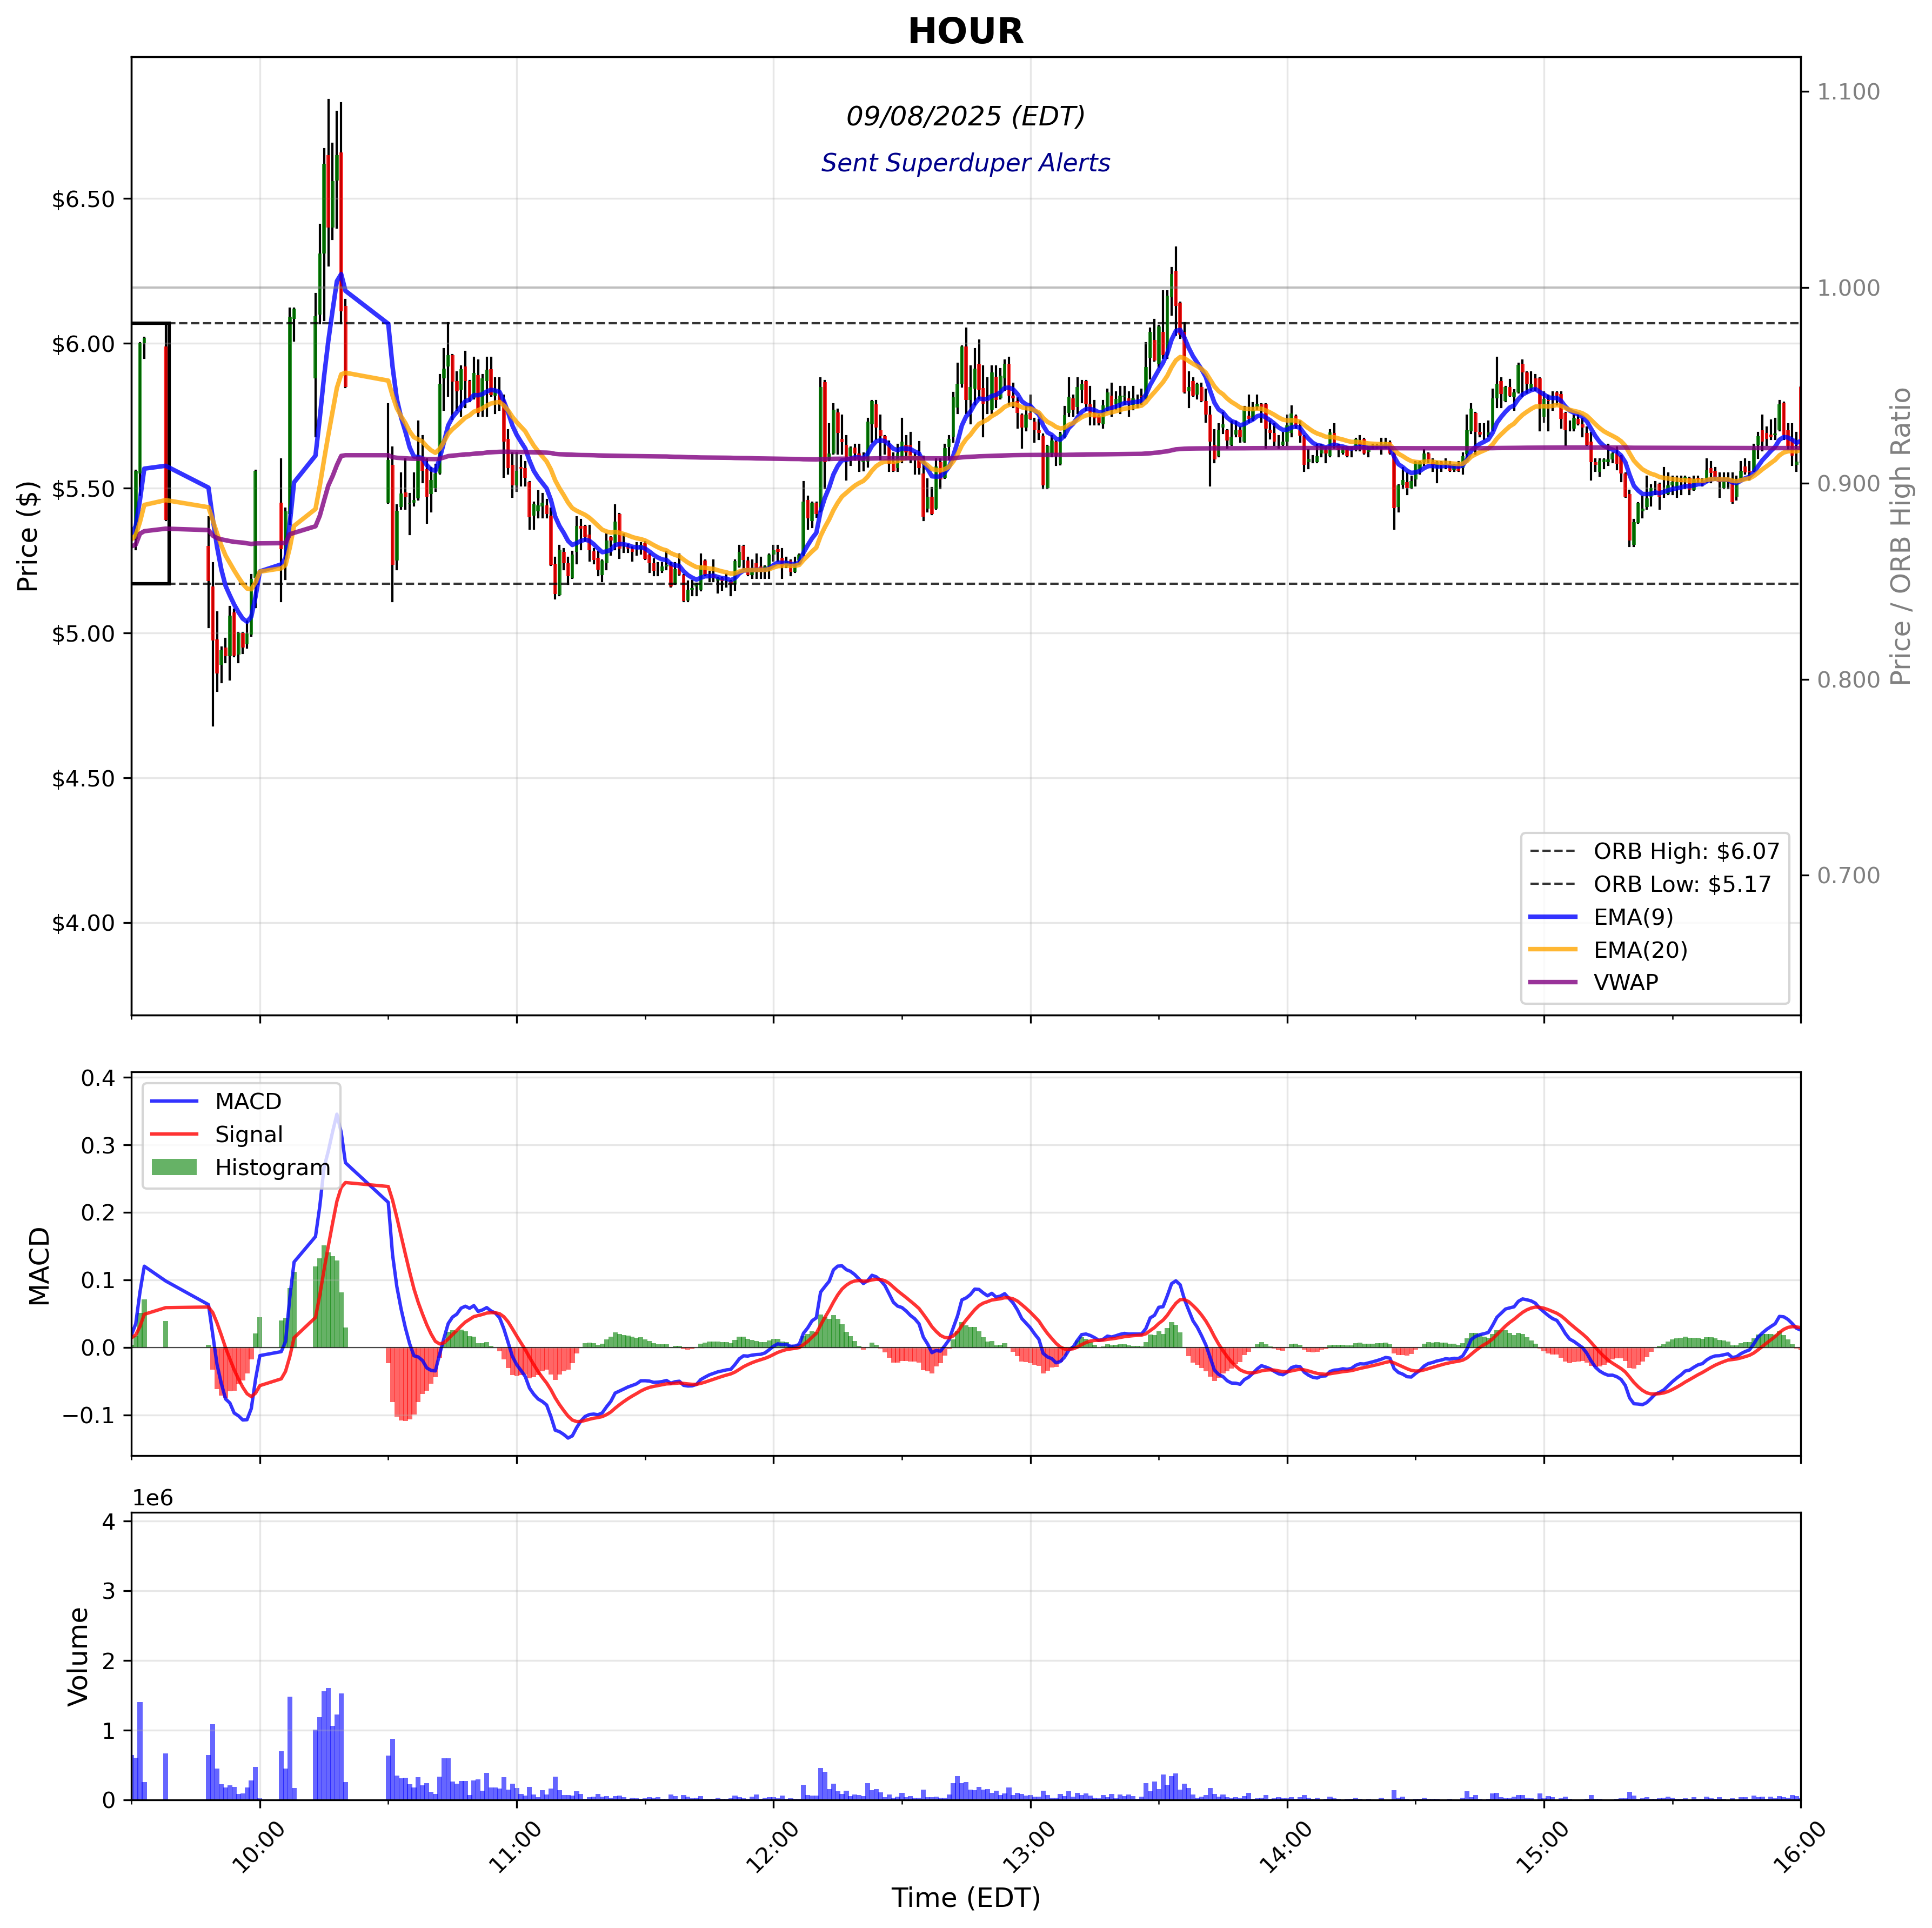 HOUR
09/08/2025 (EDT)
Sent Superduper Alerts
Price ($)
$6.50
$6.00
$5.50
$5.00
$4.50
$4.00
1.100
1.000
0.900
0.800
0.700
Price / ORB High Ratio
ORB High: $6.07
ORB Low: $5.17
EMA(9)
EMA(20)
VWAP
MACD
0.4
0.3
0.2
0.1
0.0
−0.1
MACD
Signal
Histogram
1e6
Volume
4
3
2
1
0
10:00
11:00
12:00
13:00
14:00
15:00
16:00
Time (EDT)